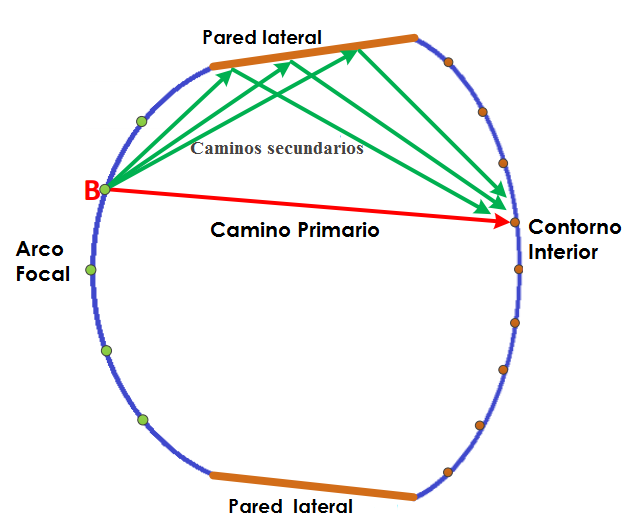 Pared lateral
Caminos secundarios
B
Camino Primario
Arco
Focal
Contorno
Interior
Pared lateral